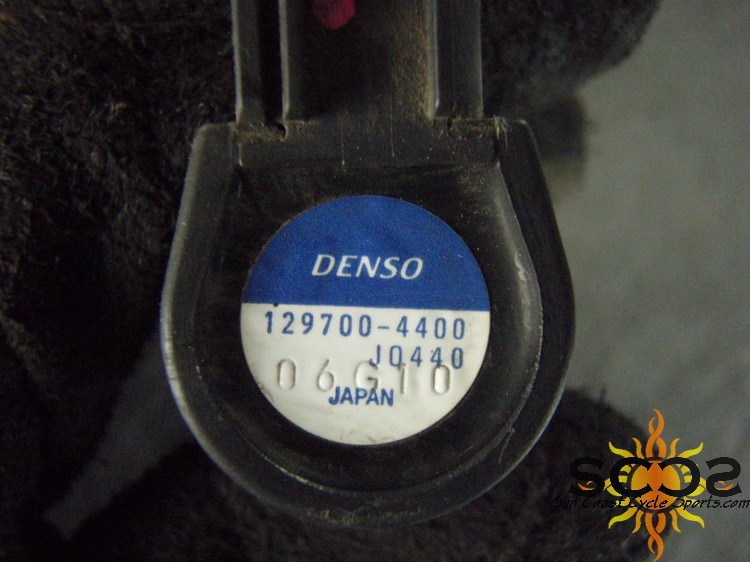 DENSO
129700-4400
J0440
06G10
JAPAN
SCCS
Sun Coast Cycle Sports.com